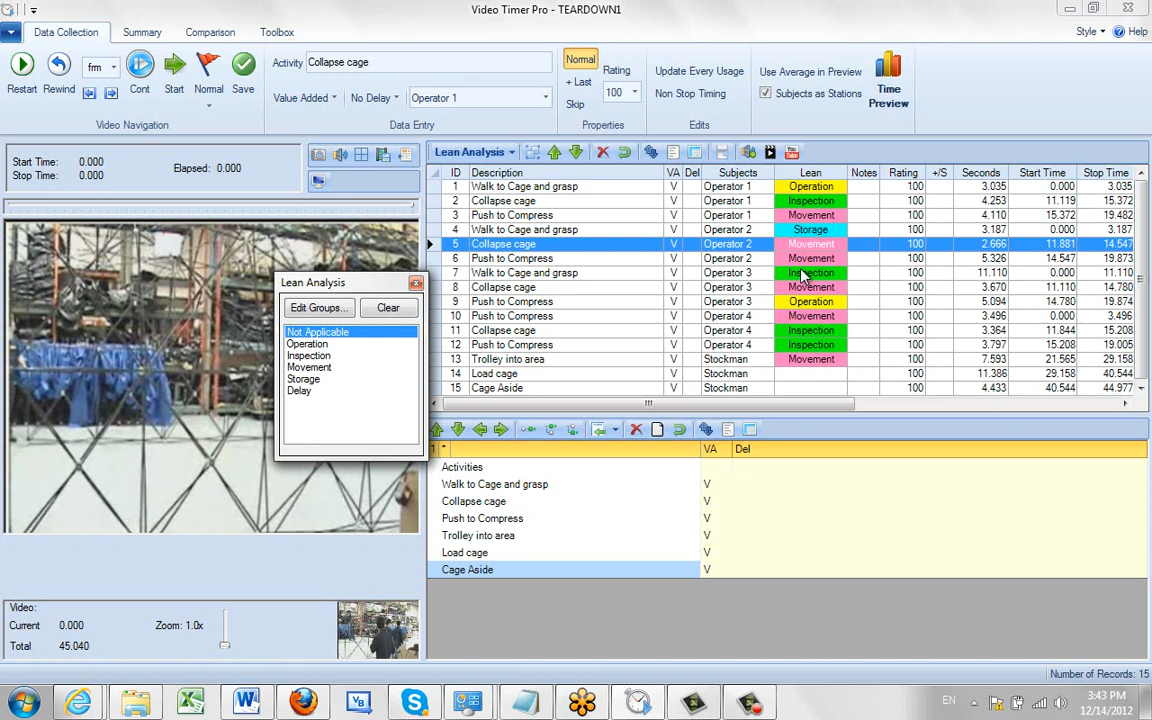 Video Timer Pro - TEARDOWN1
Data Collection Summary Comparison Toolbox Style Help
Restart Rewind frm Cont Start Normal Save
Video Navigation
Activity Collapse cage
Value Added No Delay Operator 1
Data Entry
Normal + Last Skip Rating 100
Properties
Update Every Usage
Non Stop Timing
Edits
Use Average in Preview
Subjects as Stations
Time Preview
Start Time: 0.000
Stop Time: 0.000
Elapsed: 0.000
Lean Analysis
ID Description VA Del Subjects Lean Notes Rating +/S Seconds Start Time Stop Time
1 Walk to Cage and grasp V Operator 1 Operation 100 3.035 0.000 3.035
2 Collapse cage V Operator 1 Inspection 100 4.253 11.119 15.372
3 Push to Compress V Operator 1 Movement 100 4.110 15.372 19.482
4 Walk to Cage and grasp V Operator 2 Storage 100 3.187 0.000 3.187
5 Collapse cage V Operator 2 Movement 100 2.666 11.881 14.547
6 Push to Compress V Operator 2 Movement 100 5.326 14.547 19.873
7 Walk to Cage and grasp V Operator 3 Inspection 100 11.110 0.000 11.110
8 Collapse cage V Operator 3 Movement 100 3.670 11.110 14.780
9 Push to Compress V Operator 3 Operation 100 5.094 14.780 19.874
10 Push to Compress V Operator 4 Movement 100 3.496 0.000 3.496
11 Collapse cage V Operator 4 Inspection 100 3.364 11.844 15.208
12 Push to Compress V Operator 4 Inspection 100 3.797 15.208 19.005
13 Trolley into area V Stockman Movement 100 7.593 21.565 29.158
14 Load cage V Stockman 100 11.386 29.158 40.544
15 Cage Aside V Stockman 100 4.433 40.544 44.977
Lean Analysis
Edit Groups... Clear
Not Applicable
Operation
Inspection
Movement
Storage
Delay
1 * VA Del
Activities
Walk to Cage and grasp V
Collapse cage V
Push to Compress V
Trolley into area V
Load cage V
Cage Aside V
Video:
Current 0.000 Zoom: 1.0x
Total 45.040
Number of Records: 15
EN 3:43 PM
12/14/2012